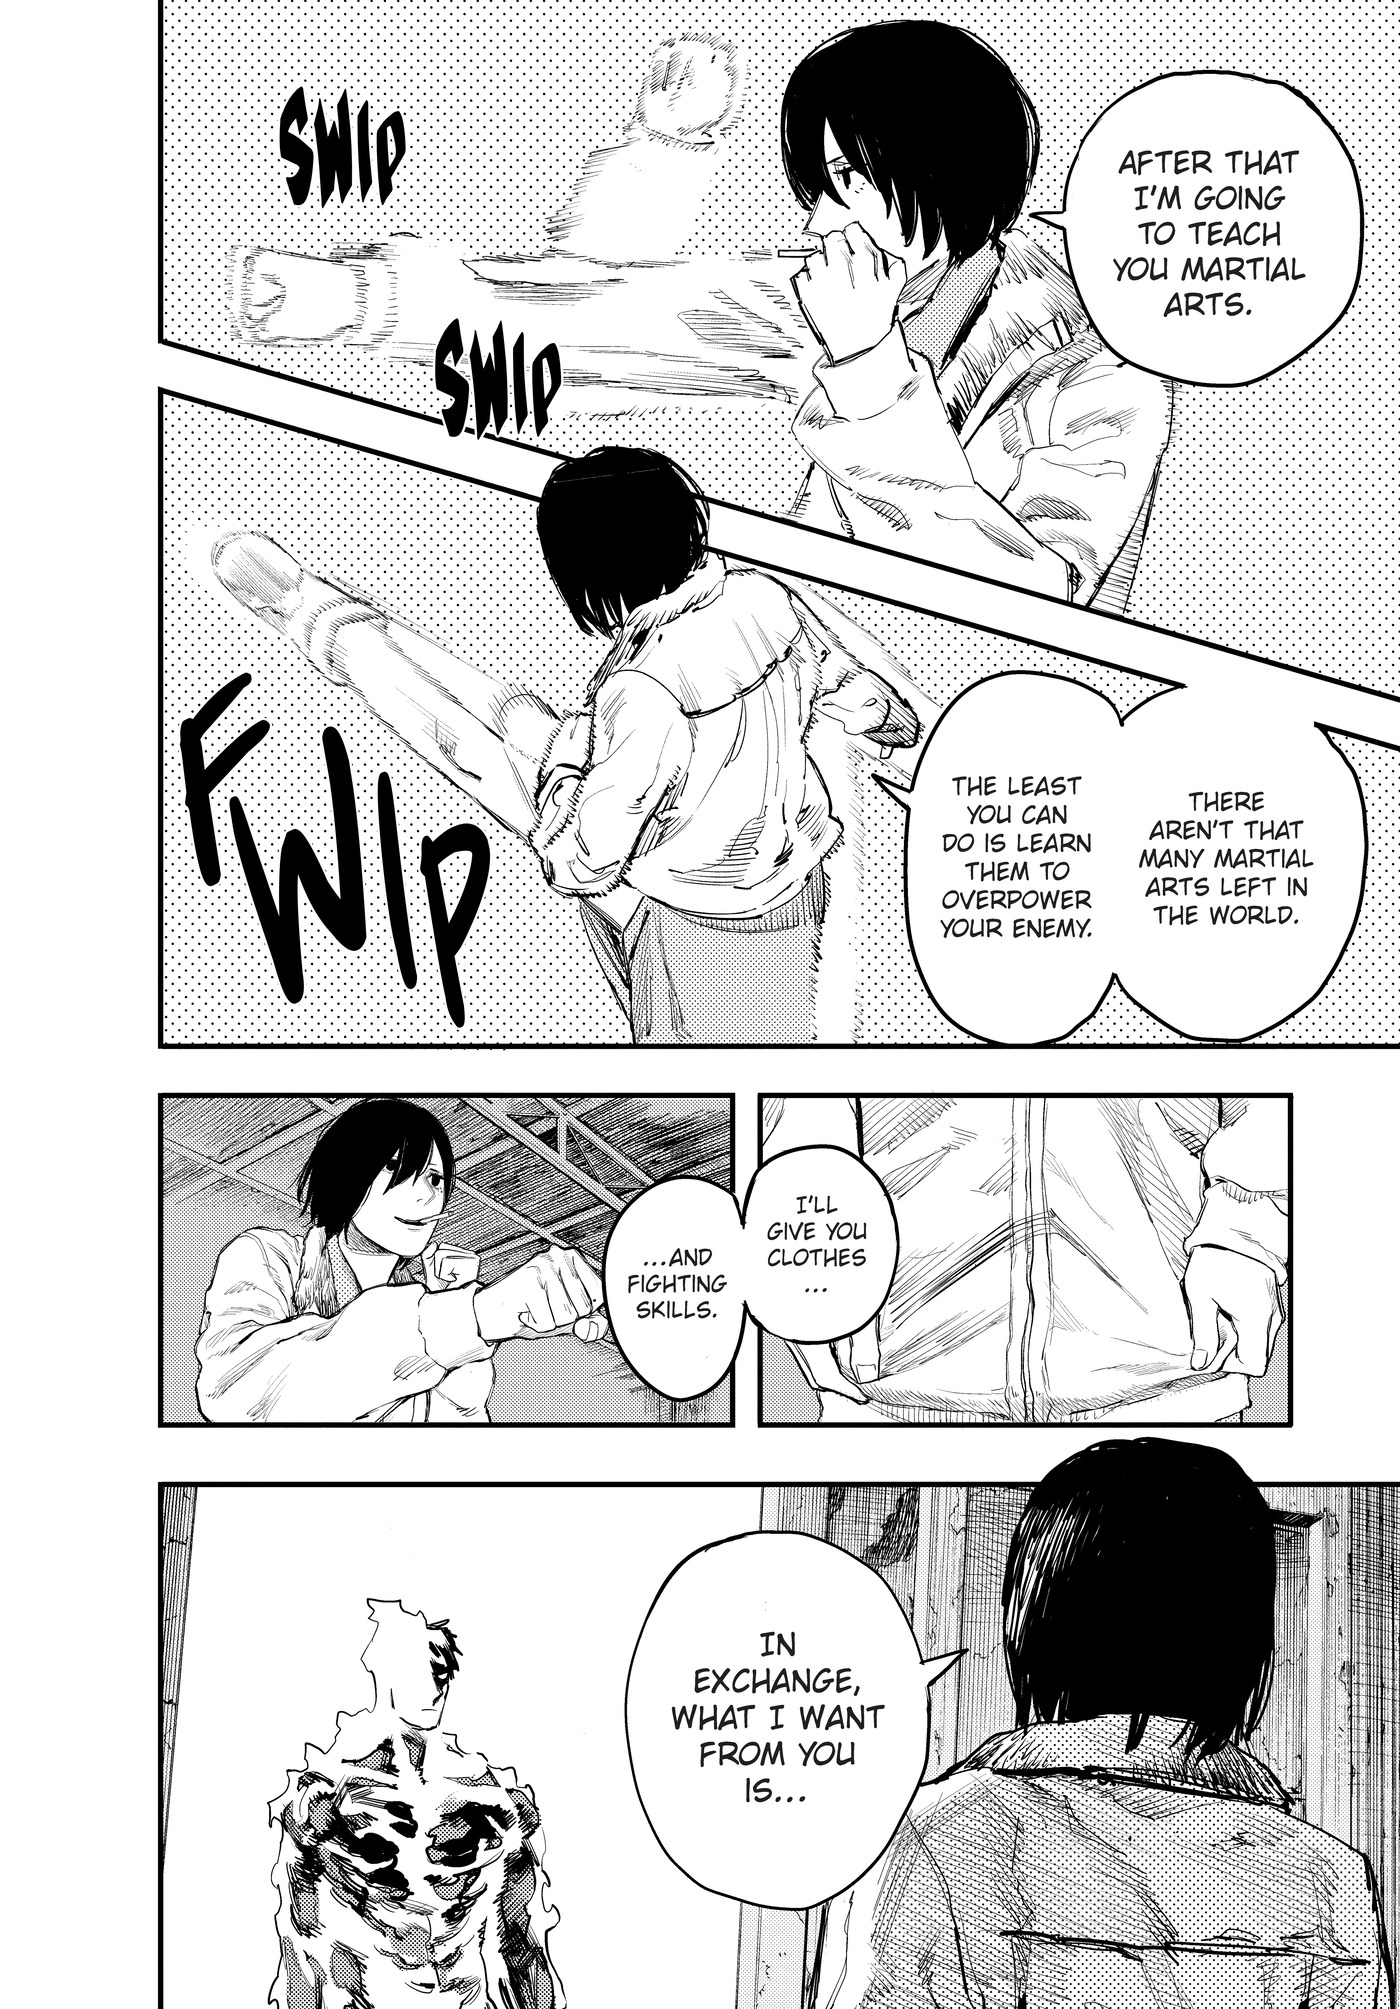 SWIP
AFTER THAT
I'M GOING
TO TEACH
YOU MARTIAL
ARTS.
SWIP
THERE
AREN'T THAT
MANY MARTIAL
ARTS LEFT IN
THE WORLD.
THE LEAST
YOU CAN
DO IS LEARN
THEM TO
OVERPOWER
YOUR ENEMY.
FWIP
I'LL
GIVE YOU
CLOTHES
...
...AND
FIGHTING
SKILLS.
IN
EXCHANGE,
WHAT I WANT
FROM YOU
IS...